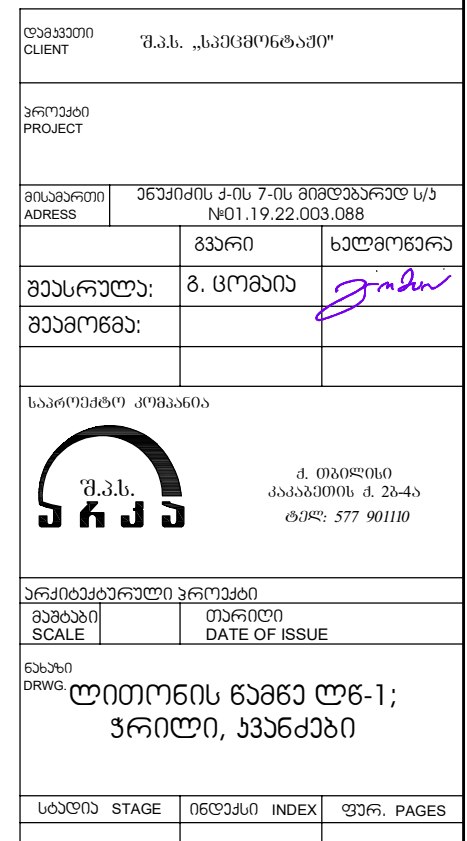 დამკვეთი
CLIENT
შ.პ.ს. „სპეცმონტაჟი"
პროექტი
PROJECT
მისამართი
ADRESS
ენუქიძის ქ-ის 7-ის მიმდებარედ ს/კ
№01.19.22.003.088
გვარი ხელმოწერა
შეასრულა: გ. ცომაია
შეამოწმა:
საპროექტო კომპანია
შ.პ.ს.
არქა
ქ. თბილისი
კაკაბეთის ქ. 2ბ-4ა
ტელ: 577 901110
არქიტექტურული პროექტი
მაშტაბი
SCALE
თარიღი
DATE OF ISSUE
ნახაზი
DRWG.
ლითონის წამწე ლწ-1;
ჭრილი, კვანძები
სტადია STAGE ინდექსი INDEX ფურ. PAGES